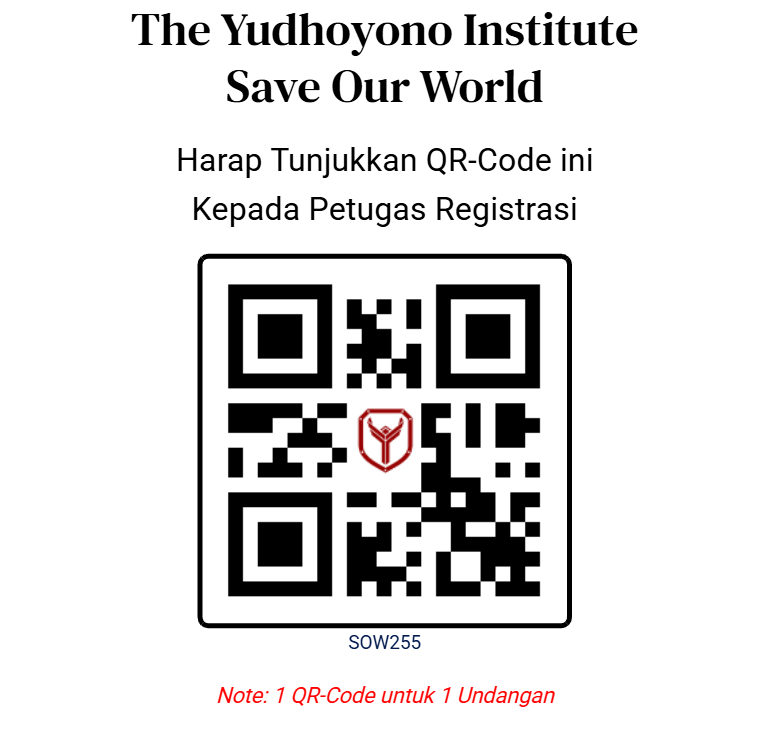 The Yudhoyono Institute
Save Our World
Harap Tunjukkan QR-Code ini
Kepada Petugas Registrasi
SOW255
Note: 1 QR-Code untuk 1 Undangan